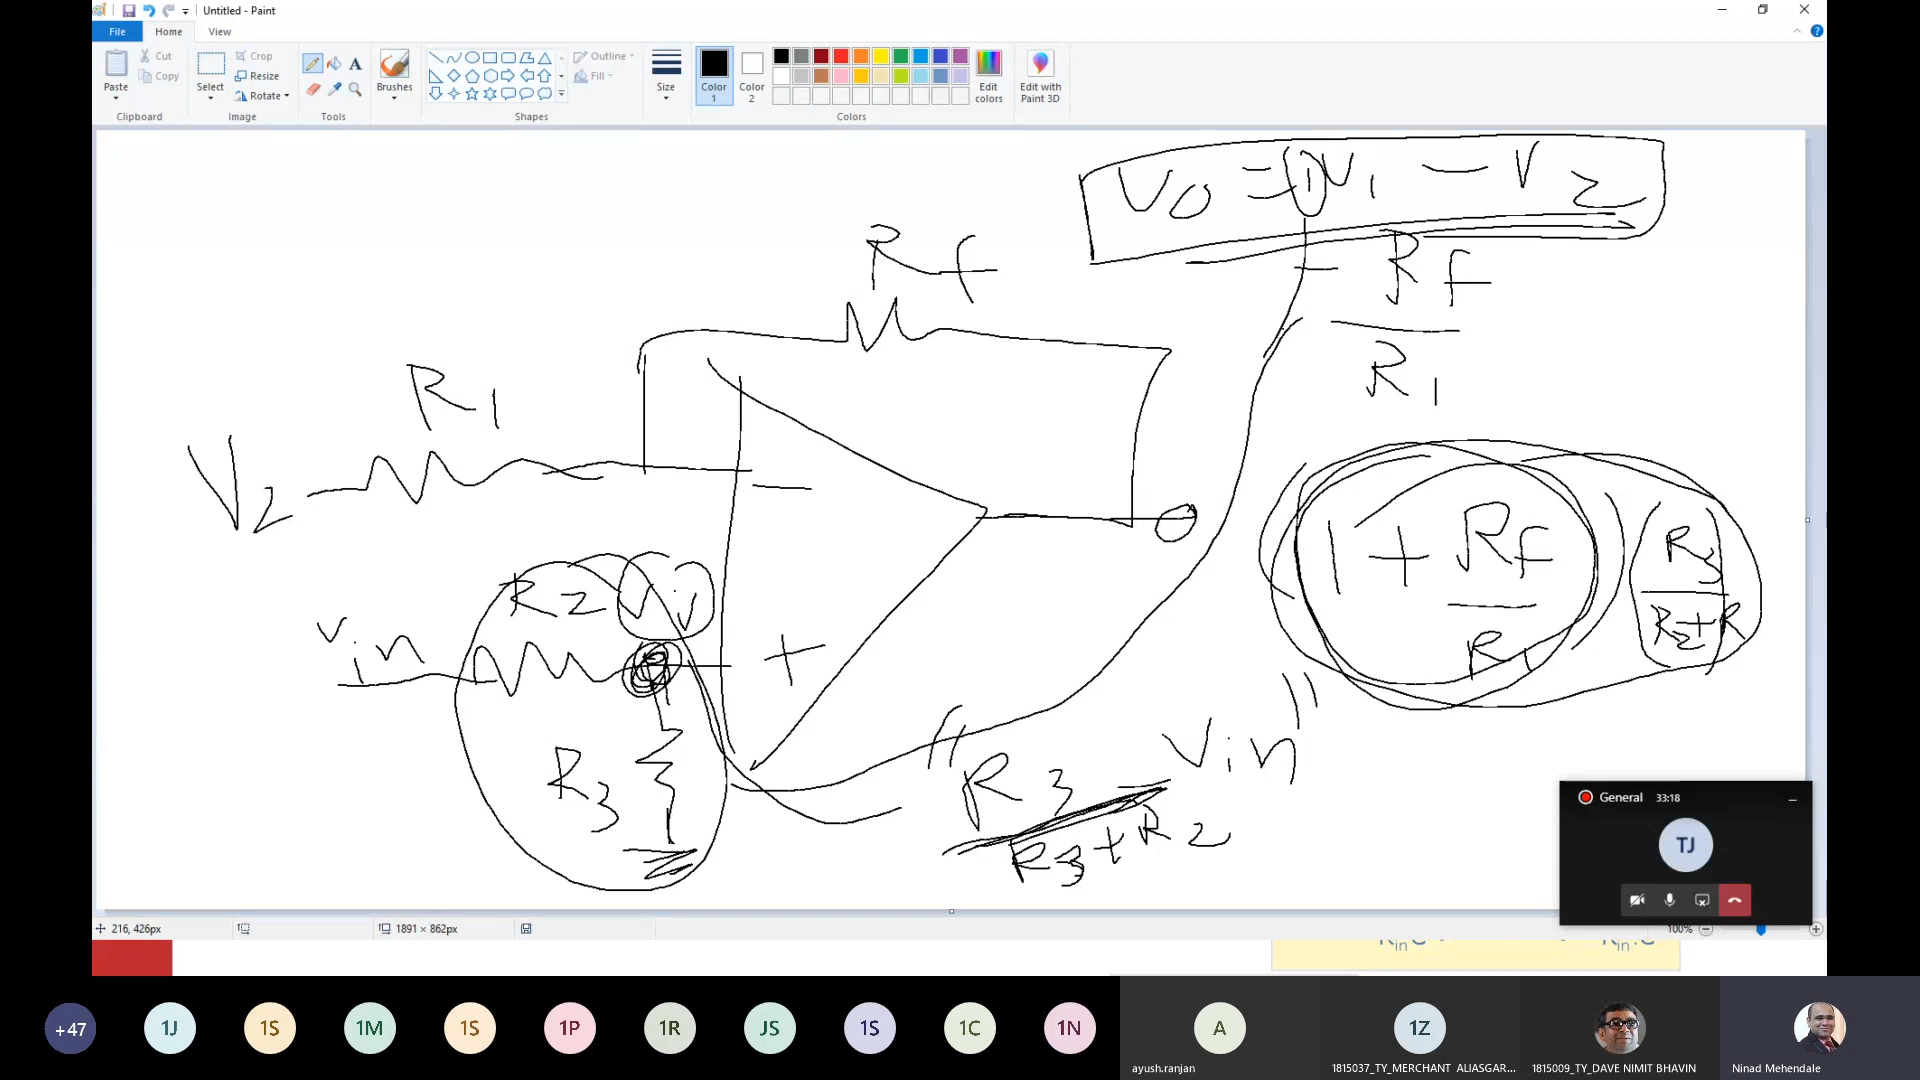 Untitled - Paint
File Home View
Paste Cut Copy Clipboard
Select Crop Resize Rotate Image
Tools
Brushes
Outline Fill Shapes
Size
Color 1 Color 2
Edit colors
Colors
Edit with Paint 3D
V0 = 1V1 - V2
Rf
- Rf
R1
R1
V2
-
R2 Vj
vin
+
1 + Rf
R1
R3
R2+R
R3
" R3 Vin "
R3+R2
General 33:18
TJ
216, 426px
1891 × 862px
100%
+47 1J 1S 1M 1S 1P 1R JS 1S 1C 1N A 1Z
ayush.ranjan
1815037_TY_MERCHANT ALIASGAR...
1815009_TY_DAVE NIMIT BHAVIN
Ninad Mehendale